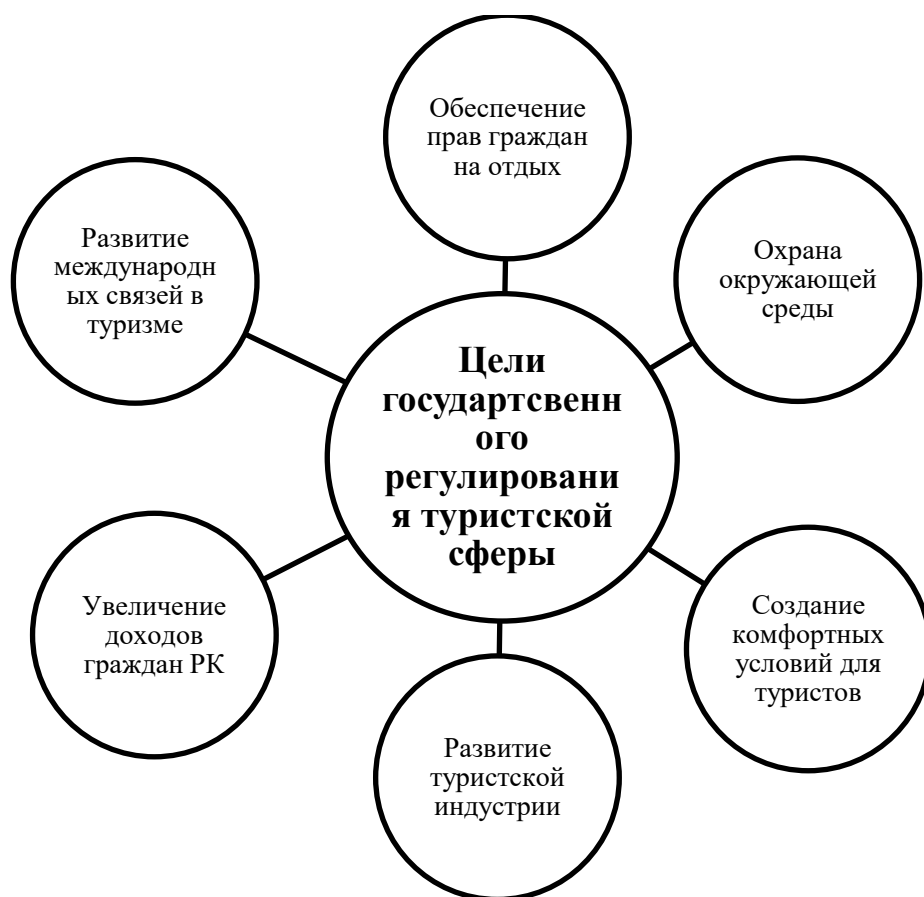 Обеспечение
прав граждан
на отдых
Охрана
окружающей
среды
Создание
комфортных
условий для
туристов
Развитие
туристской
индустрии
Увеличение
доходов
граждан РК
Развитие
международн
ых связей в
туризме
Цели
государтсвенн
ого
регулировани
я туристской
сферы